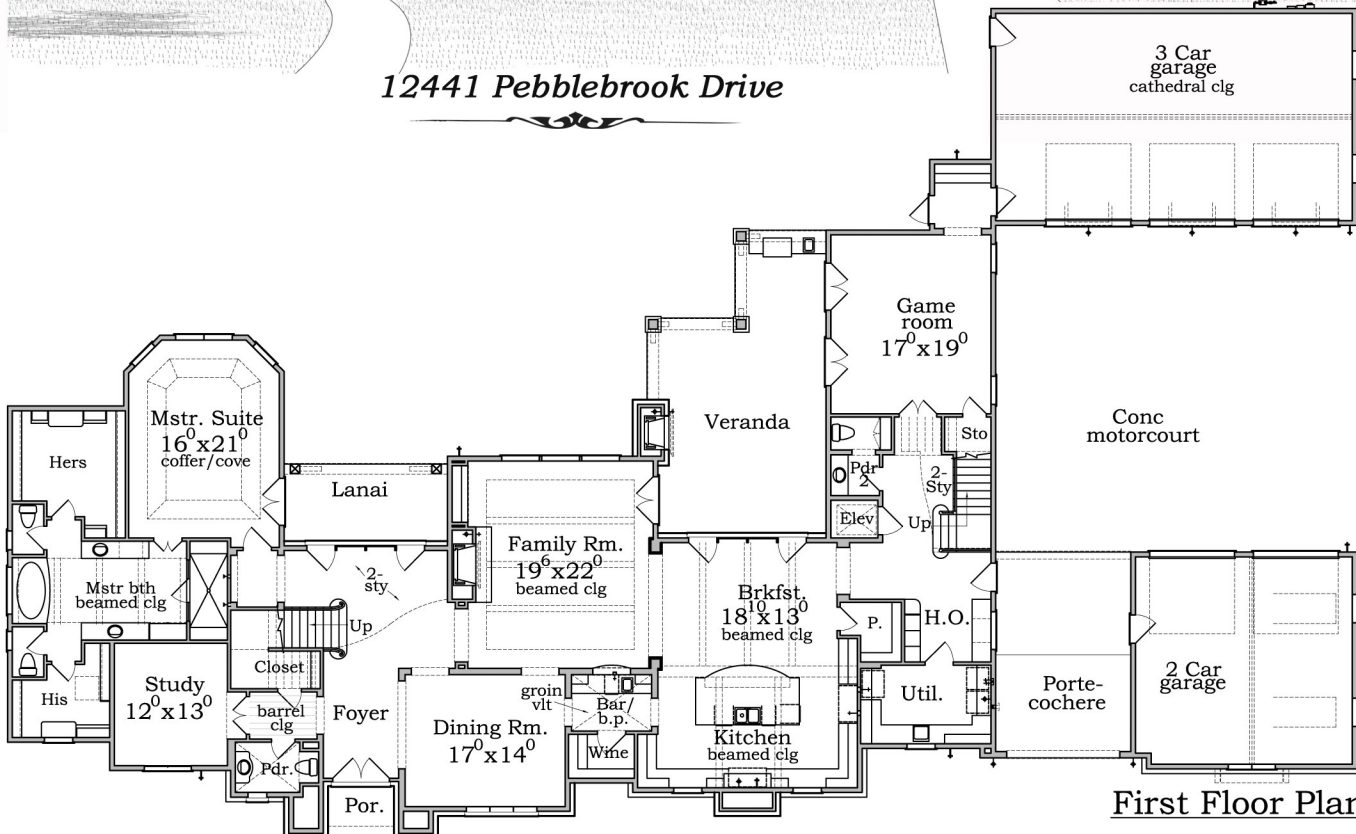 12441 Pebblebrook Drive
3 Car
garage
cathedral clg
Game
room
17⁰x19⁰
Conc
motorcourt
Veranda
Mstr. Suite
16⁰x21⁰
coffer/cove
Hers
Lanai
Sto
Pdr
2
2-
Sty
Elev
Up
Family Rm.
19⁶x22⁰
beamed clg
2-
sty
Mstr bth
beamed clg
Brkfst.
18¹⁰x13⁰
beamed clg
Up
P.
H.O.
Closet
Study
12⁰x13⁰
His
barrel
clg
Foyer
groin
vlt
Bar/
b.p.
Util.
Porte-
cochere
2 Car
garage
Dining Rm.
17⁰x14⁰
Kitchen
beamed clg
Wine
Pdr.
Por.
First Floor Plan